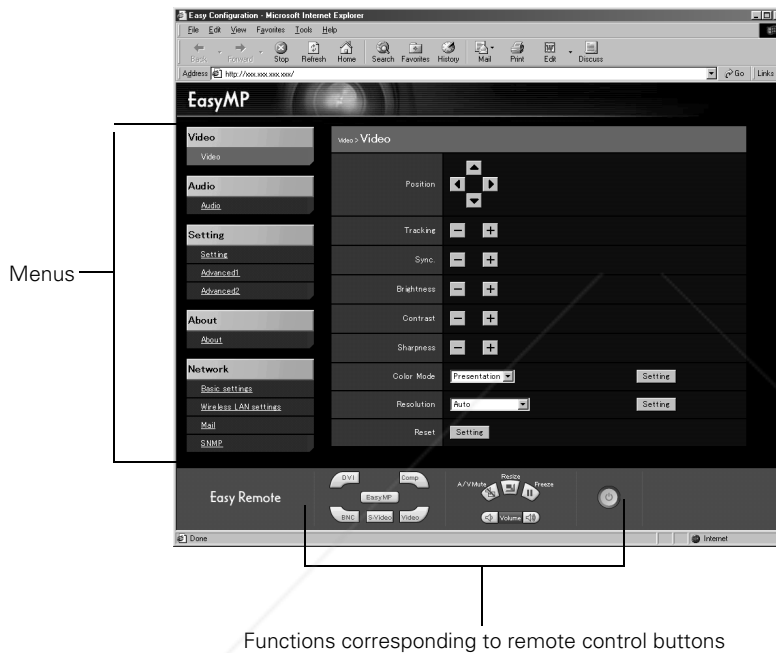 Easy Configuration - Microsoft Internet Explorer
File Edit View Favorites Tools Help
Back Forward Stop Refresh Home Search Favorites History Mail Print Edit Discuss
Address http://xxx.xxx.xxx.xxx/ Go Links
EasyMP
Menus
Video
Video
Audio
Audio
Setting
Setting
Advanced1
Advanced2
About
About
Network
Basic settings
Wireless LAN settings
Mail
SNMP
Video > Video
Position
Tracking - +
Sync. - +
Brightness - +
Contrast - +
Sharpness - +
Color Mode Presentation Setting
Resolution Auto Setting
Reset Setting
Easy Remote
DVI Comp
EasyMP
BNC S-Video Video
A/V Mute Resize Freeze
Volume
Done Internet
Functions corresponding to remote control buttons